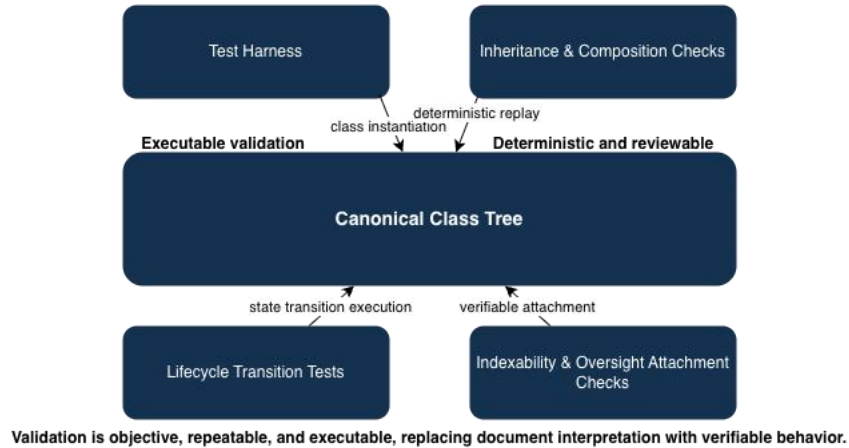 Test Harness
Inheritance & Composition Checks
deterministic replay
class instantiation
Executable validation
Deterministic and reviewable
Canonical Class Tree
state transition execution
verifiable attachment
Lifecycle Transition Tests
Indexability & Oversight Attachment
Checks
Validation is objective, repeatable, and executable, replacing document interpretation with verifiable behavior.